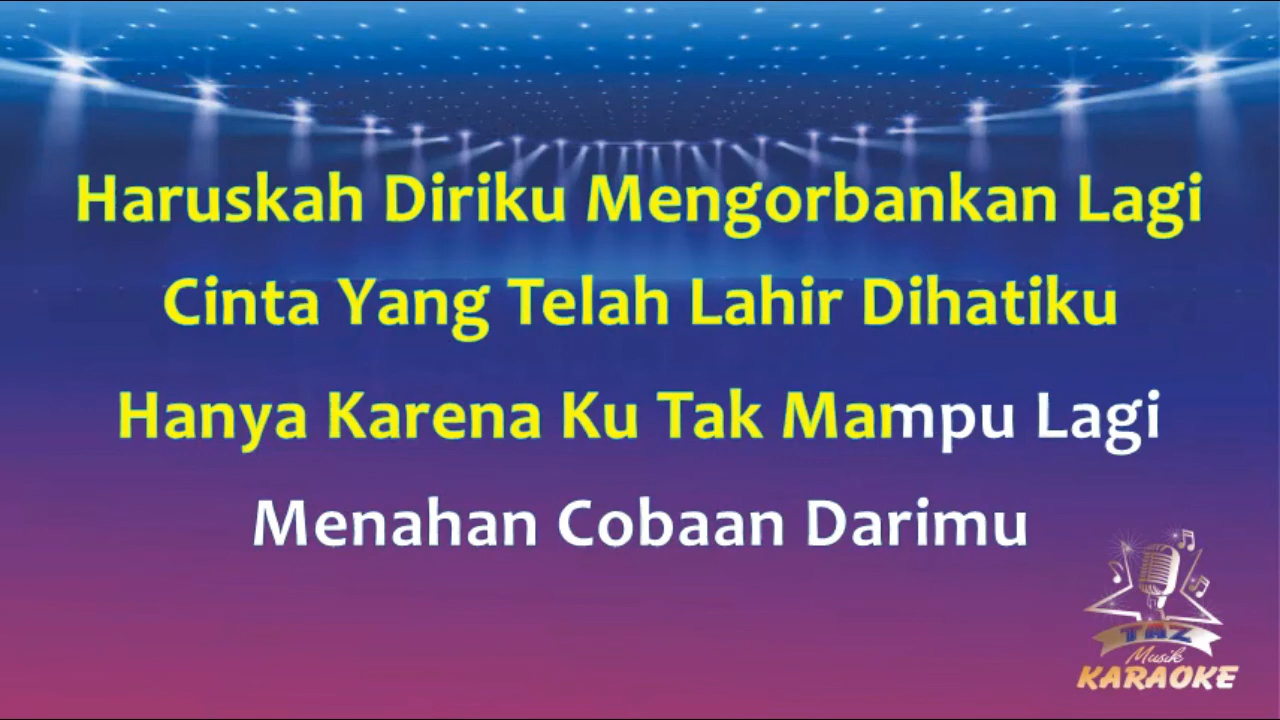 Haruskah Diriku Mengorbankan Lagi
Cinta Yang Telah Lahir Dihatiku
Hanya Karena Ku Tak Mampu Lagi
Menahan Cobaan Darimu
TAZ
Musik
KARAOKE